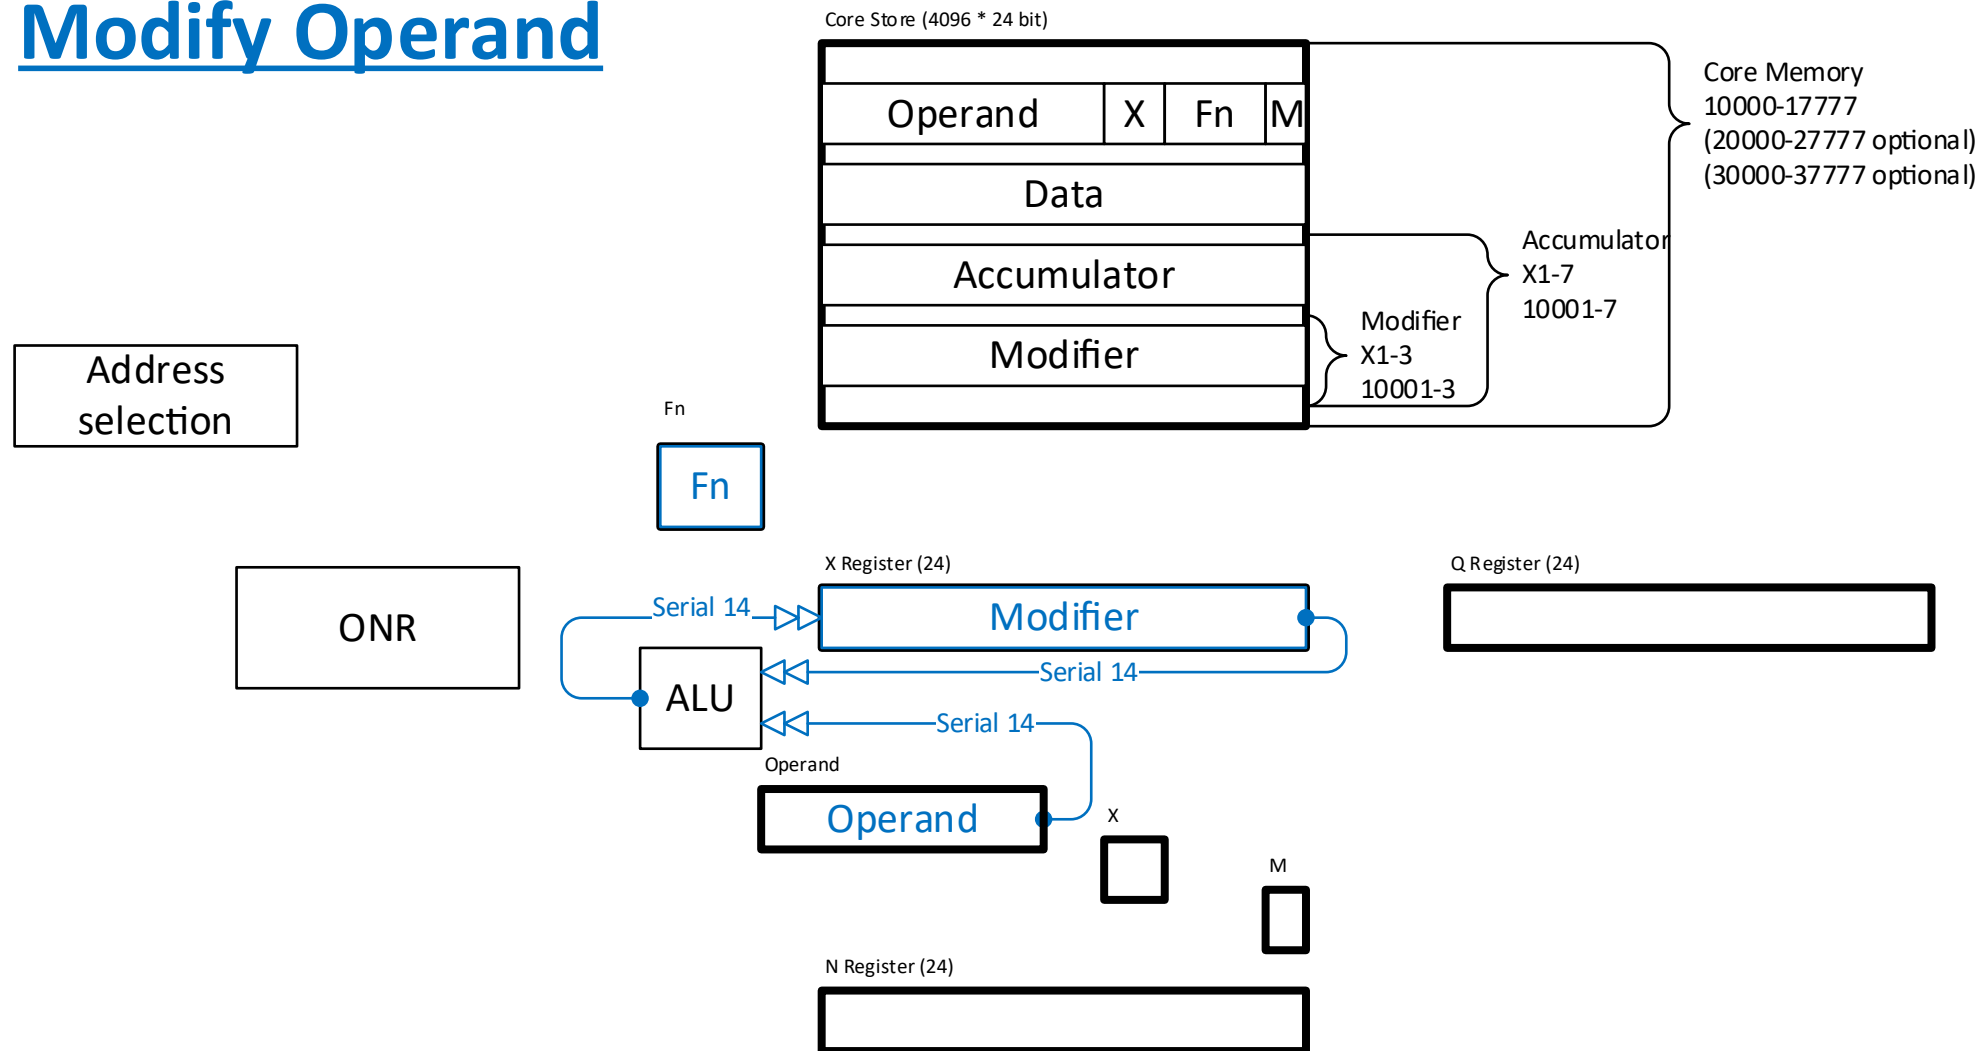 Modify Operand
Core Store (4096 * 24 bit)
Operand X Fn M
Data
Accumulator
Modifier
Core Memory
10000-17777
(20000-27777 optional)
(30000-37777 optional)
Accumulator
X1-7
10001-7
Modifier
X1-3
10001-3
Address
selection
Fn
Fn
ONR
X Register (24)
Serial 14
Modifier
Q Register (24)
Serial 14
ALU
Serial 14
Operand
Operand
X
M
N Register (24)